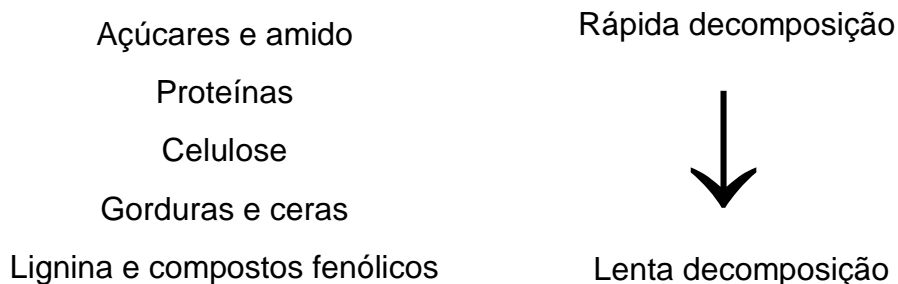 Açúcares e amido
Rápida decomposição
Proteínas
Celulose
Gorduras e ceras
Lignina e compostos fenólicos
Lenta decomposição